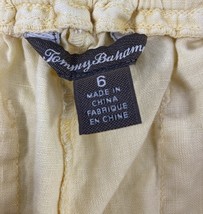 Tommy Bahama
6
MADE IN
CHINA
FABRIQUE
EN CHINE